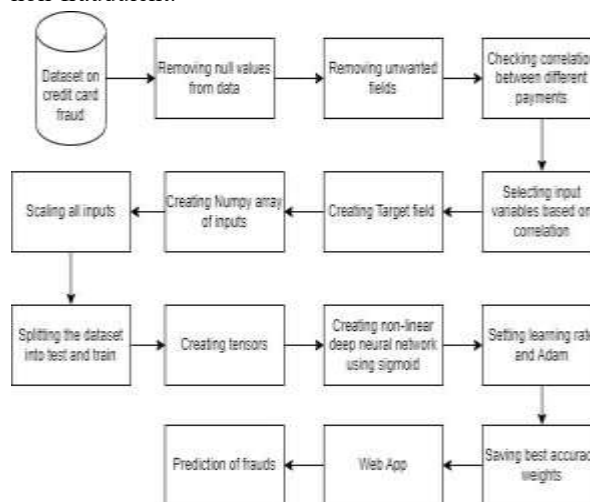 non-fraudulent.
Dataset on
credit card
fraud
Removing null values
from data
Removing unwanted
fields
Checking correlation
between different
payments
Selecting input
variables based on
correlation
Creating Target field
Creating Numpy array
of inputs
Scaling all inputs
Splitting the dataset
into test and train
Creating tensors
Creating non-linear
deep neural network
using sigmoid
Setting learning rate
and Adam
Saving best accurac
weights
Web App
Prediction of frauds